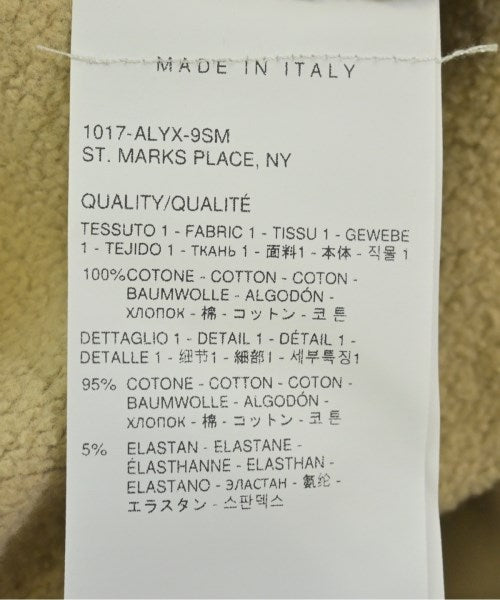 MADE IN ITALY
1017-ALYX-9SM
ST. MARKS PLACE, NY
QUALITY/QUALITÉ
TESSUTO 1 - FABRIC 1 - TISSU 1 - GEWEBE
1 - TEJIDO 1 - ткань 1 - 面料1 - 本体 - 직물 1
100%COTONE - COTTON - COTON -
BAUMWOLLE - ALGODÓN -
хлопок - 棉 - コットン - 코 튼
DETTAGLIO 1 - DETAIL 1 - DÉTAIL 1 -
DETALLE 1 - 细节1 - 細部1 - 세부특징1
95% COTONE - COTTON - COTON -
BAUMWOLLE - ALGODÓN -
хлопок - 棉 - コットン - 코 튼
5% ELASTAN - ELASTANE -
ÉLASTHANNE - ELASTHAN -
ELASTANO - эластан - 氨纶 -
エラスタン - 스판덱스